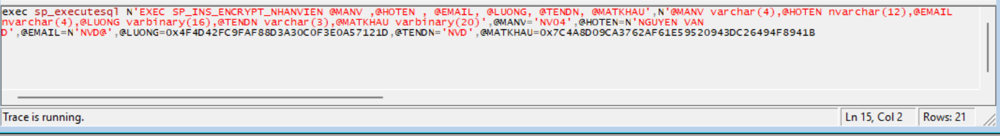 exec sp_executesql N'EXEC SP_INS_ENCRYPT_NHANVIEN @MANV ,@HOTEN , @EMAIL, @LUONG, @TENDN, @MATKHAU',N'@MANV varchar(4),@HOTEN nvarchar(12),@EMAIL
nvarchar(4),@LUONG varbinary(16),@TENDN varchar(3),@MATKHAU varbinary(20)',@MANV='NV04',@HOTEN=N'NGUYEN VAN
D',@EMAIL=N'NVD@',@LUONG=0x4F4D42FC9FAF88D3A30C0F3E0A57121D,@TENDN='NVD',@MATKHAU=0x7C4A8D09CA3762AF61E59520943DC26494F8941B
Trace is running.
Ln 15, Col 2
Rows: 21